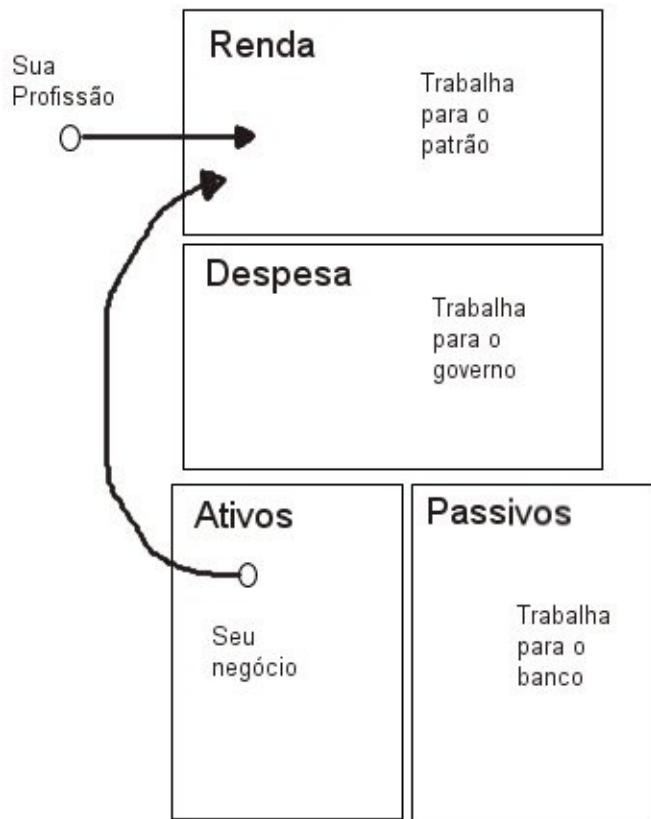 Sua
Profissão
Renda
Trabalha
para o
patrão
Despesa
Trabalha
para o
governo
Ativos
Seu
negócio
Passivos
Trabalha
para o
banco